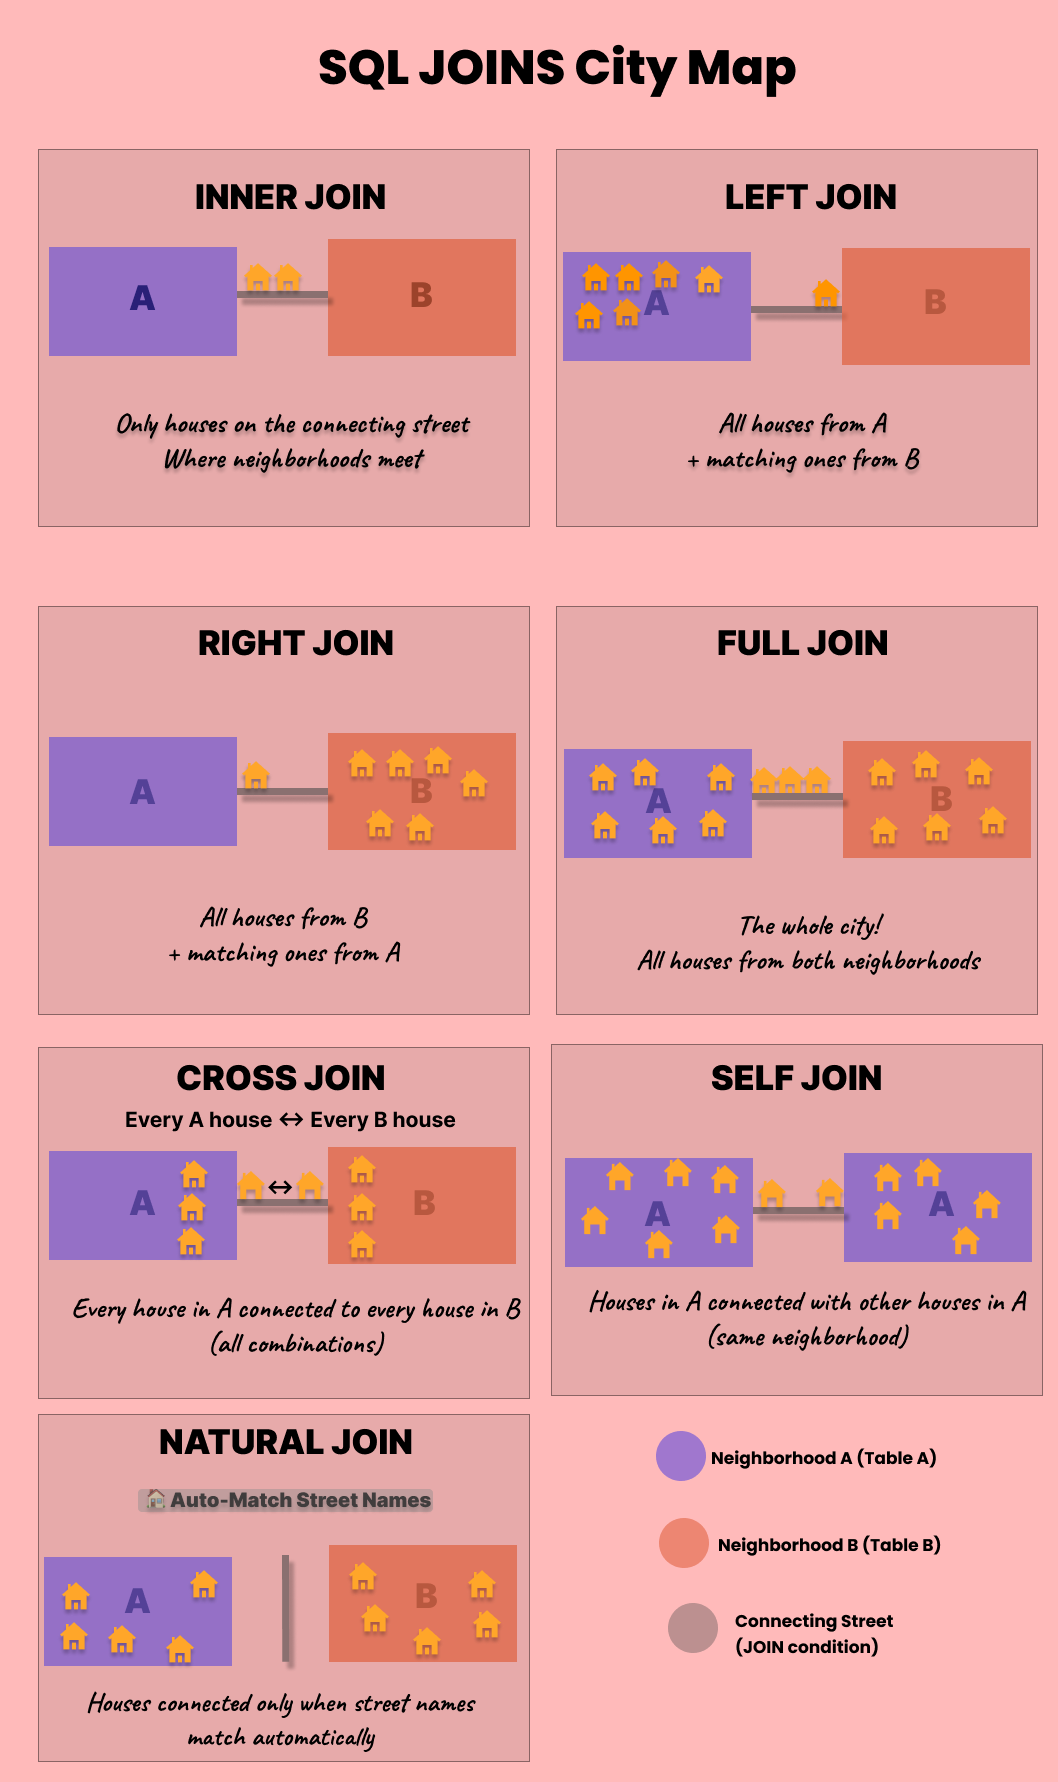 SQL JOINS City Map
INNER JOIN
A
B
Only houses on the connecting street
Where neighborhoods meet
LEFT JOIN
A
B
All houses from A
+ matching ones from B
RIGHT JOIN
A
B
All houses from B
+ matching ones from A
FULL JOIN
A
B
The whole city!
All houses from both neighborhoods
CROSS JOIN
Every A house ↔ Every B house
A
↔
B
Every house in A connected to every house in B
(all combinations)
SELF JOIN
A
A
Houses in A connected with other houses in A
(same neighborhood)
NATURAL JOIN
🏠 Auto-Match Street Names
A
B
Houses connected only when street names
match automatically
Neighborhood A (Table A)
Neighborhood B (Table B)
Connecting Street
(JOIN condition)